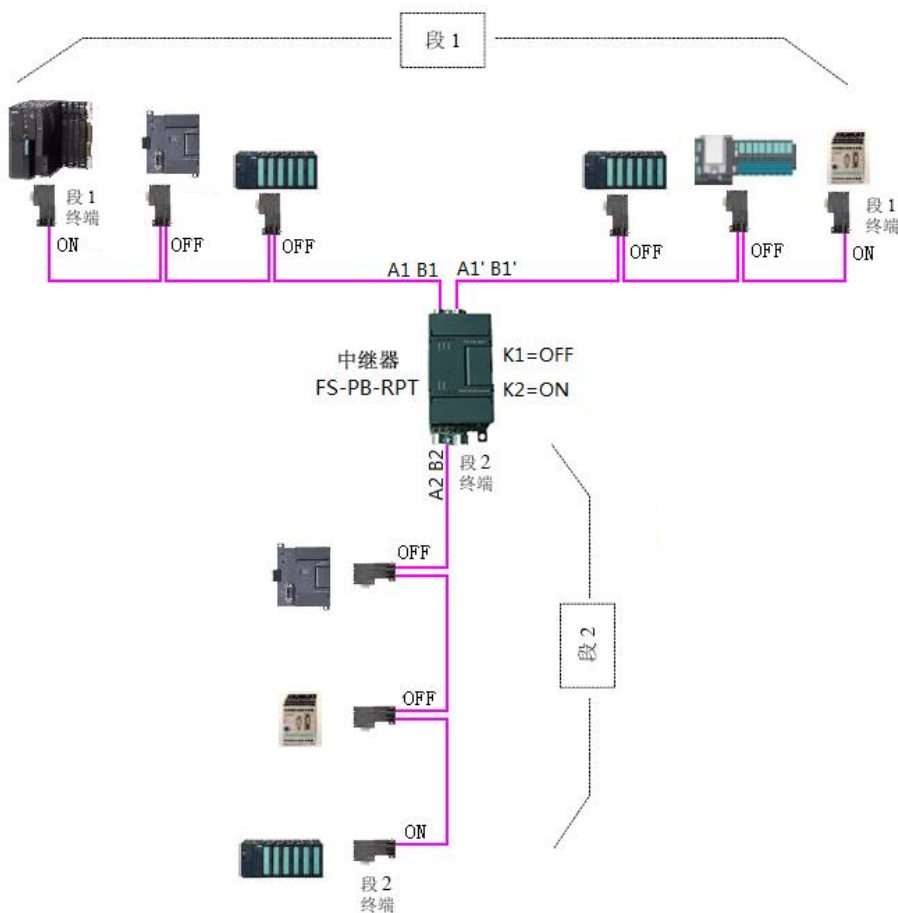 段 1
段 1
终端
ON
OFF
OFF
OFF
OFF
段 1
终端
ON
A1 B1
A1' B1'
中继器
FS-PB-RPT
K1=OFF
K2=ON
A2 B2
段 2
终端
OFF
段 2
OFF
ON
段 2
终端